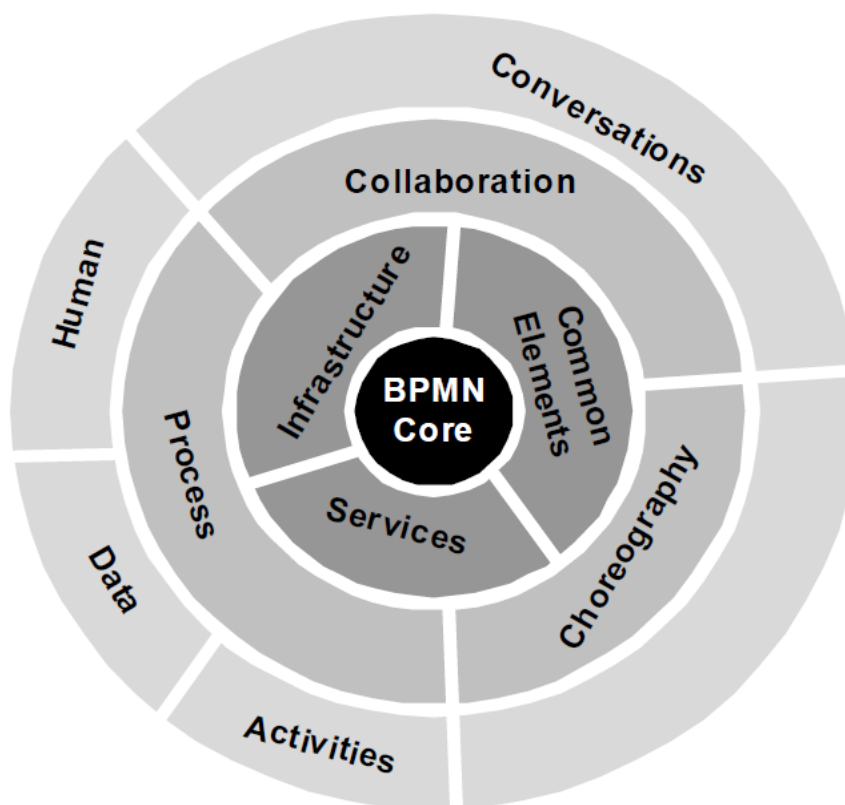 Conversations
Collaboration
Human
Infrastructure
Common
Elements
BPMN
Core
Process
Services
Choreography
Data
Activities